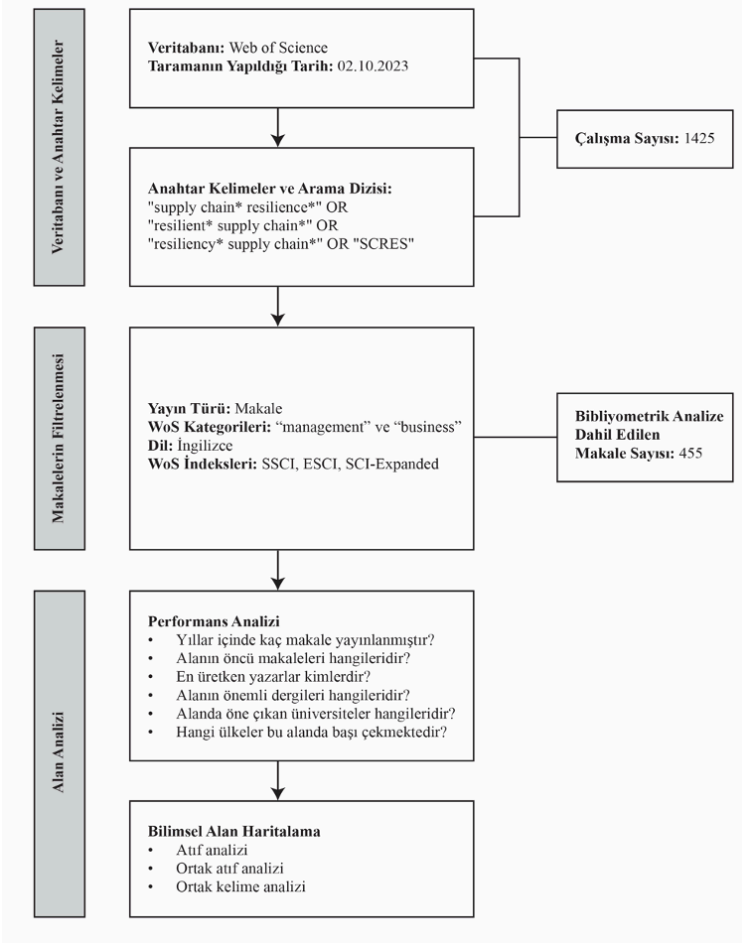 Veritabanı ve Anahtar Kelimeler
Veritabanı: Web of Science
Taramanın Yapıldığı Tarih: 02.10.2023
Çalışma Sayısı: 1425
Anahtar Kelimeler ve Arama Dizisi:
"supply chain* resilience*" OR
"resilient* supply chain*" OR
"resiliency* supply chain*" OR "SCRES"
Makalelerin Filtrelenmesi
Yayın Türü: Makale
WoS Kategorileri: “management” ve “business”
Dil: İngilizce
WoS İndeksleri: SSCI, ESCI, SCI-Expanded
Bibliyometrik Analize
Dahil Edilen
Makale Sayısı: 455
Alan Analizi
Performans Analizi
• Yıllar içinde kaç makale yayınlanmıştır?
• Alanın öncü makaleleri hangileridir?
• En üretken yazarlar kimlerdir?
• Alanın önemli dergileri hangileridir?
• Alanda öne çıkan üniversiteler hangileridir?
• Hangi ülkeler bu alanda başı çekmektedir?
Bilimsel Alan Haritalama
• Atıf analizi
• Ortak atıf analizi
• Ortak kelime analizi